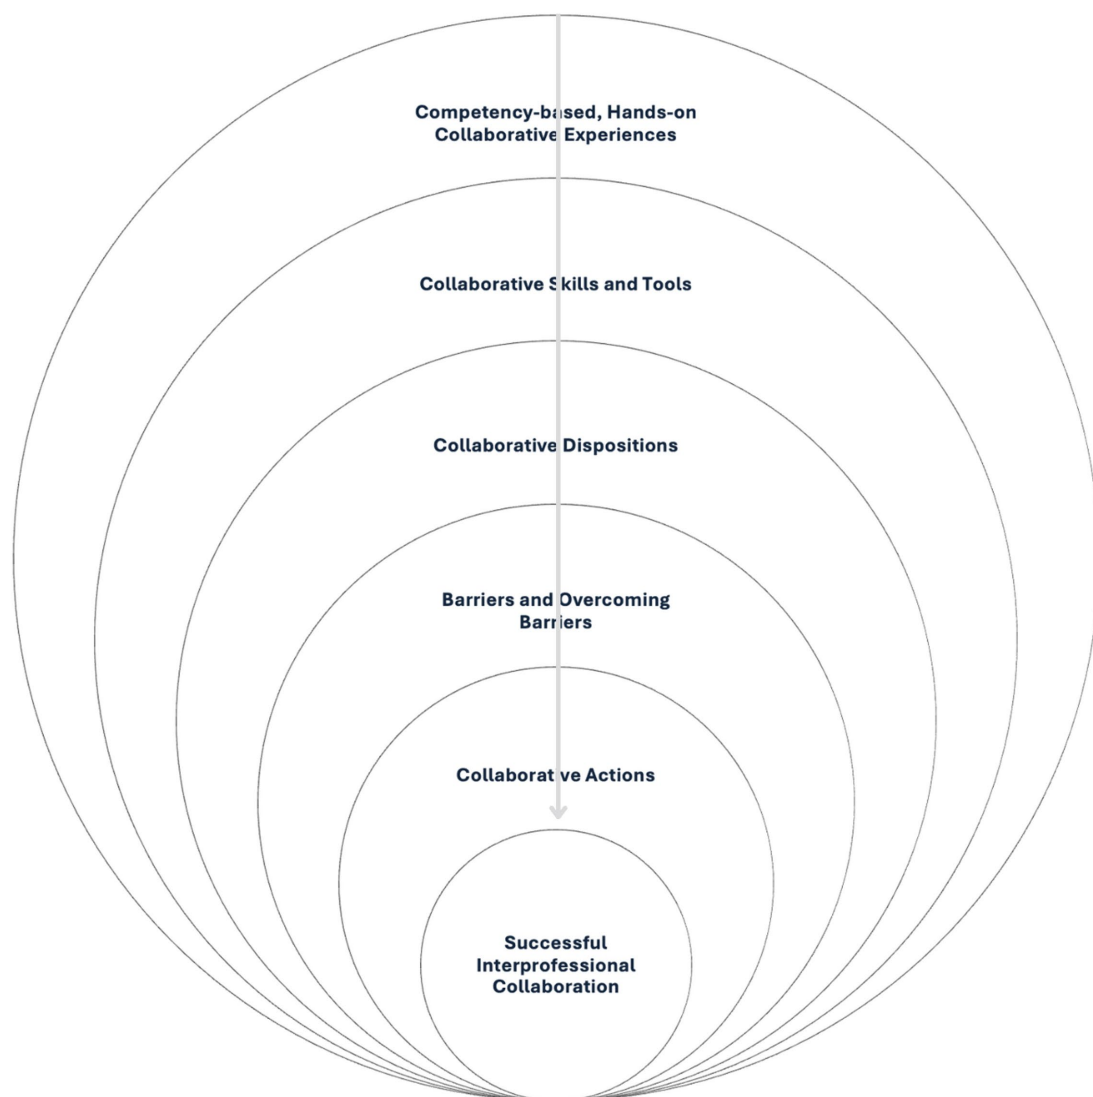 Competency-based, Hands-on
Collaborative Experiences
Collaborative Skills and Tools
Collaborative Dispositions
Barriers and Overcoming
Barriers
Collaborative Actions
Successful
Interprofessional
Collaboration